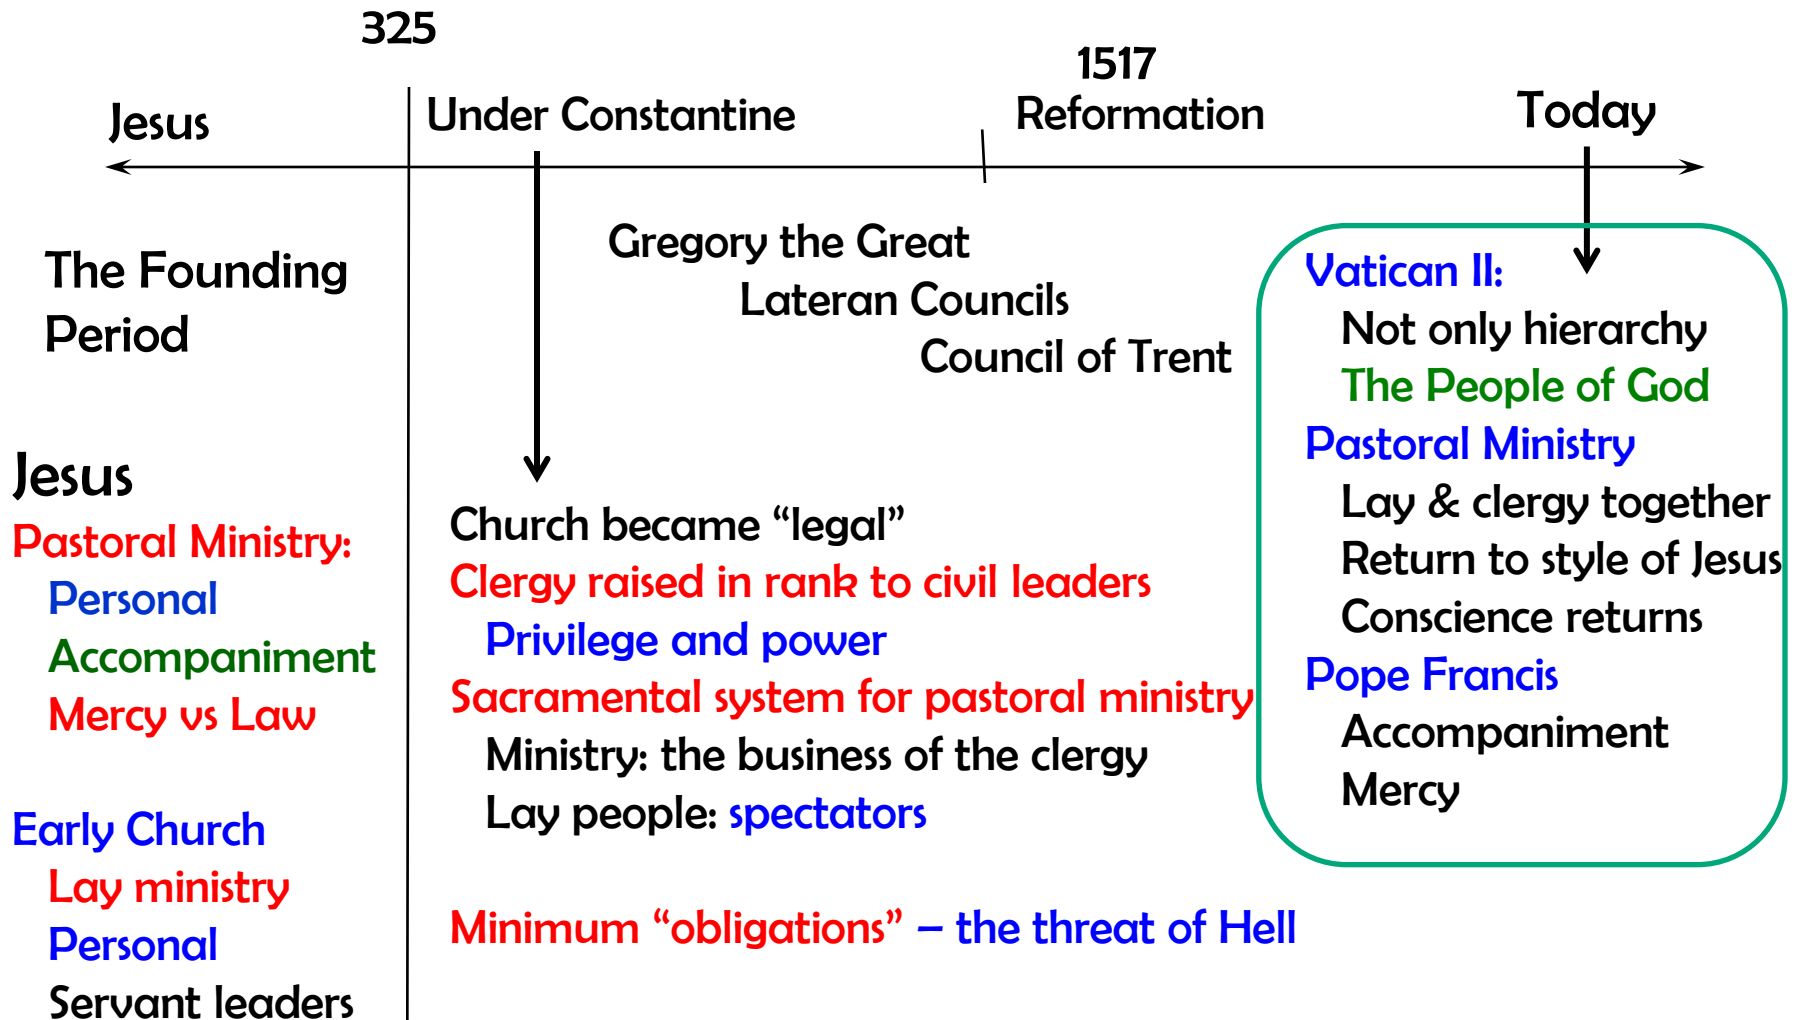 325
1517
Jesus
Under Constantine
Reformation
Today
The Founding
Period
Gregory the Great
Lateran Councils
Council of Trent
Jesus
Pastoral Ministry:
Personal
Accompaniment
Mercy vs Law
Early Church
Lay ministry
Personal
Servant leaders
Church became “legal”
Clergy raised in rank to civil leaders
Privilege and power
Sacramental system for pastoral ministry
Ministry: the business of the clergy
Lay people: spectators
Minimum “obligations” – the threat of Hell
Vatican II:
Not only hierarchy
The People of God
Pastoral Ministry
Lay & clergy together
Return to style of Jesus
Conscience returns
Pope Francis
Accompaniment
Mercy